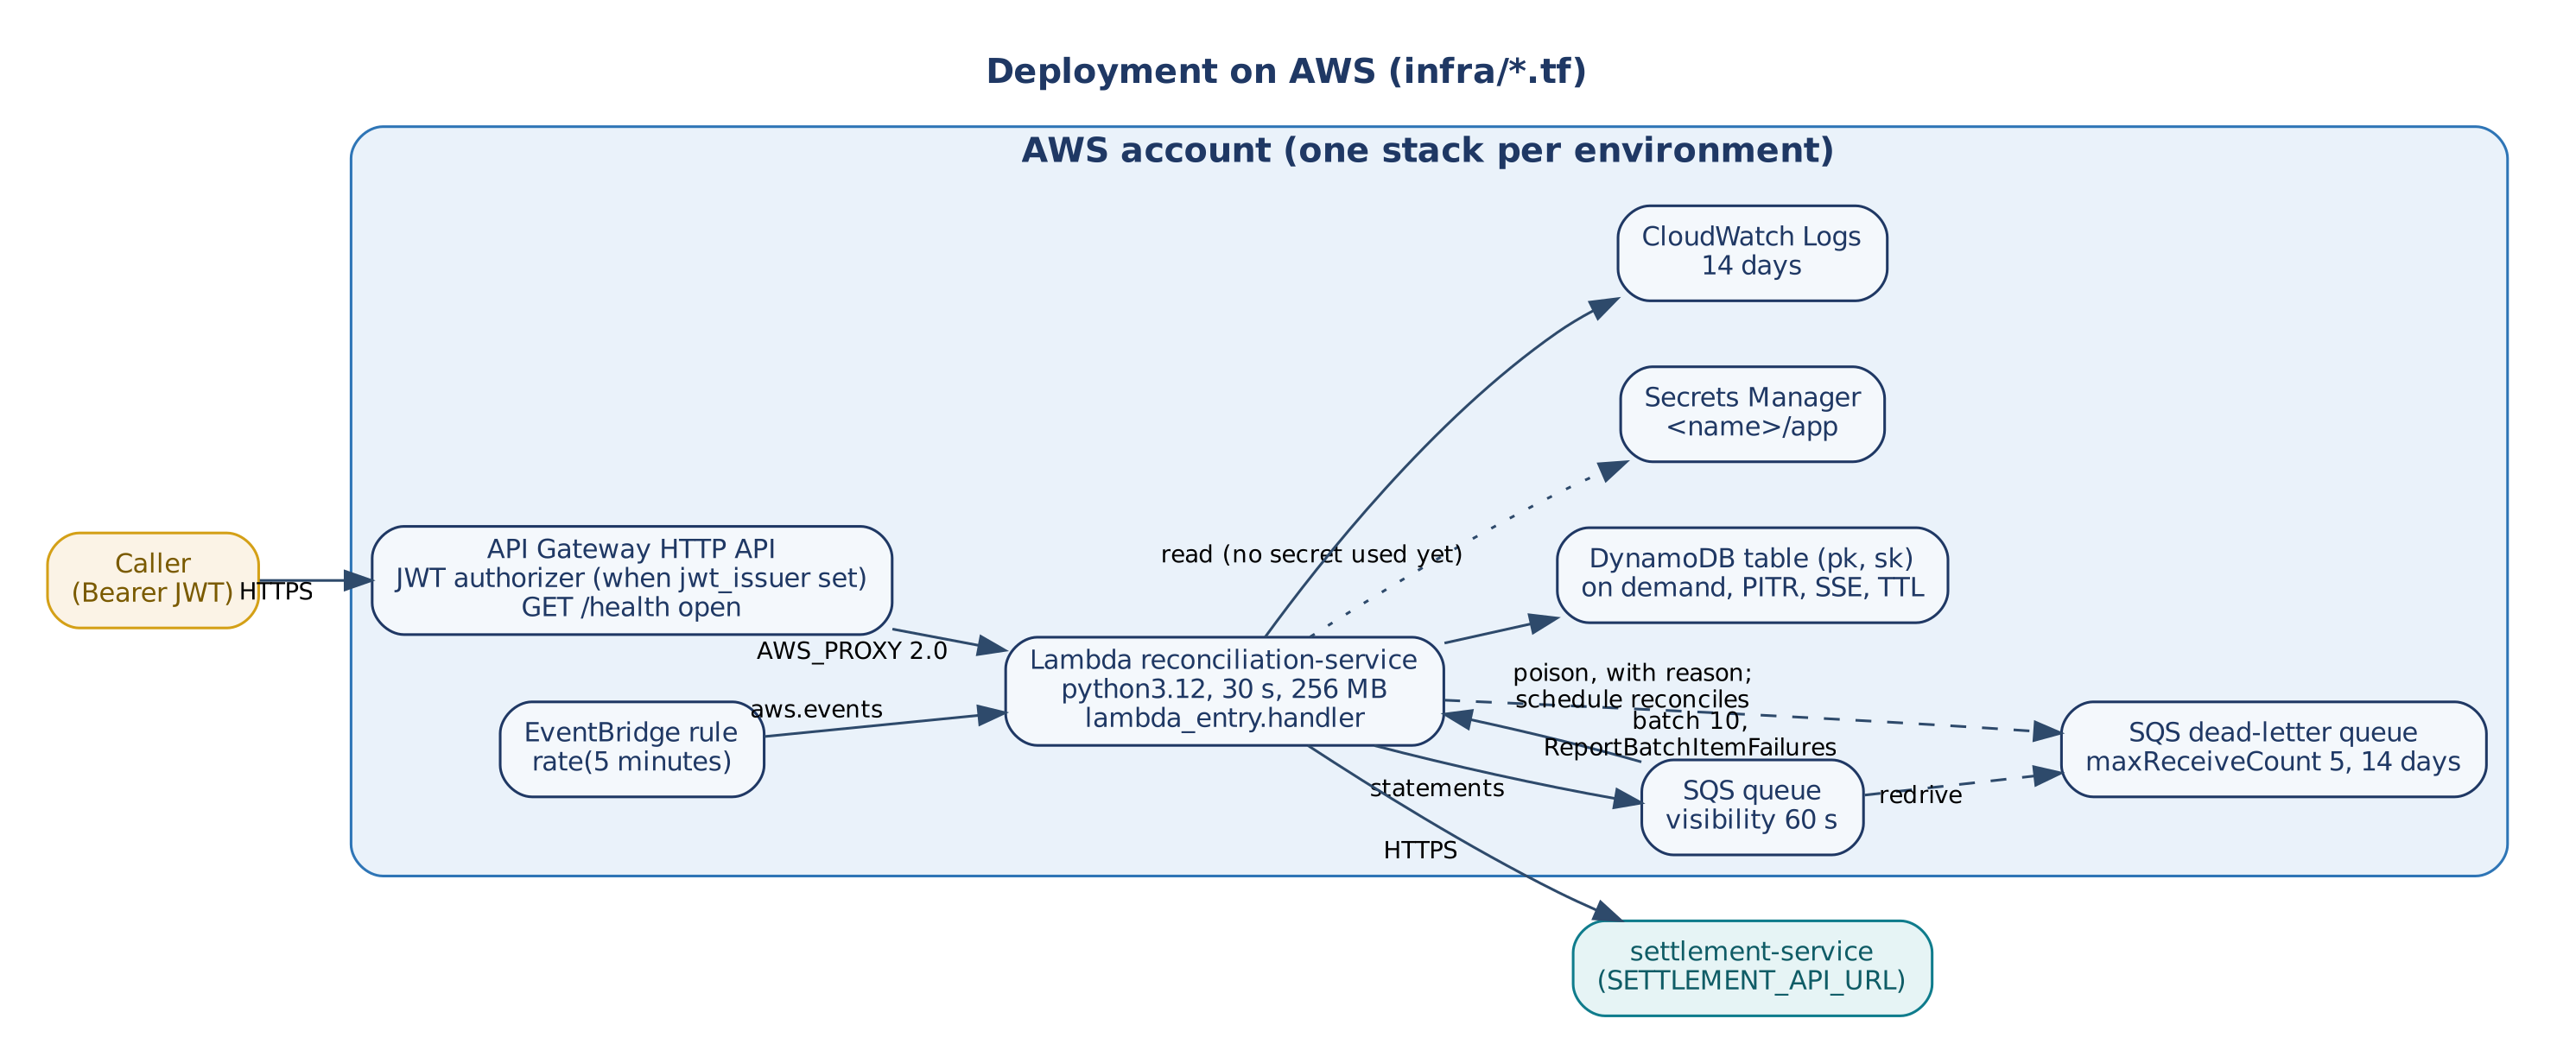 Deployment on AWS (infra/*.tf)
AWS account (one stack per environment)
CloudWatch Logs
14 days
Secrets Manager
<name>/app
read (no secret used yet)
DynamoDB table (pk, sk)
on demand, PITR, SSE, TTL
Caller
(Bearer JWT)
HTTPS
API Gateway HTTP API
JWT authorizer (when jwt_issuer set)
GET /health open
AWS_PROXY 2.0
Lambda reconciliation-service
python3.12, 30 s, 256 MB
lambda_entry.handler
EventBridge rule
rate(5 minutes)
aws.events
poison, with reason;
schedule reconciles
batch 10,
ReportBatchItemFailures
statements
SQS queue
visibility 60 s
redrive
SQS dead-letter queue
maxReceiveCount 5, 14 days
HTTPS
settlement-service
(SETTLEMENT_API_URL)